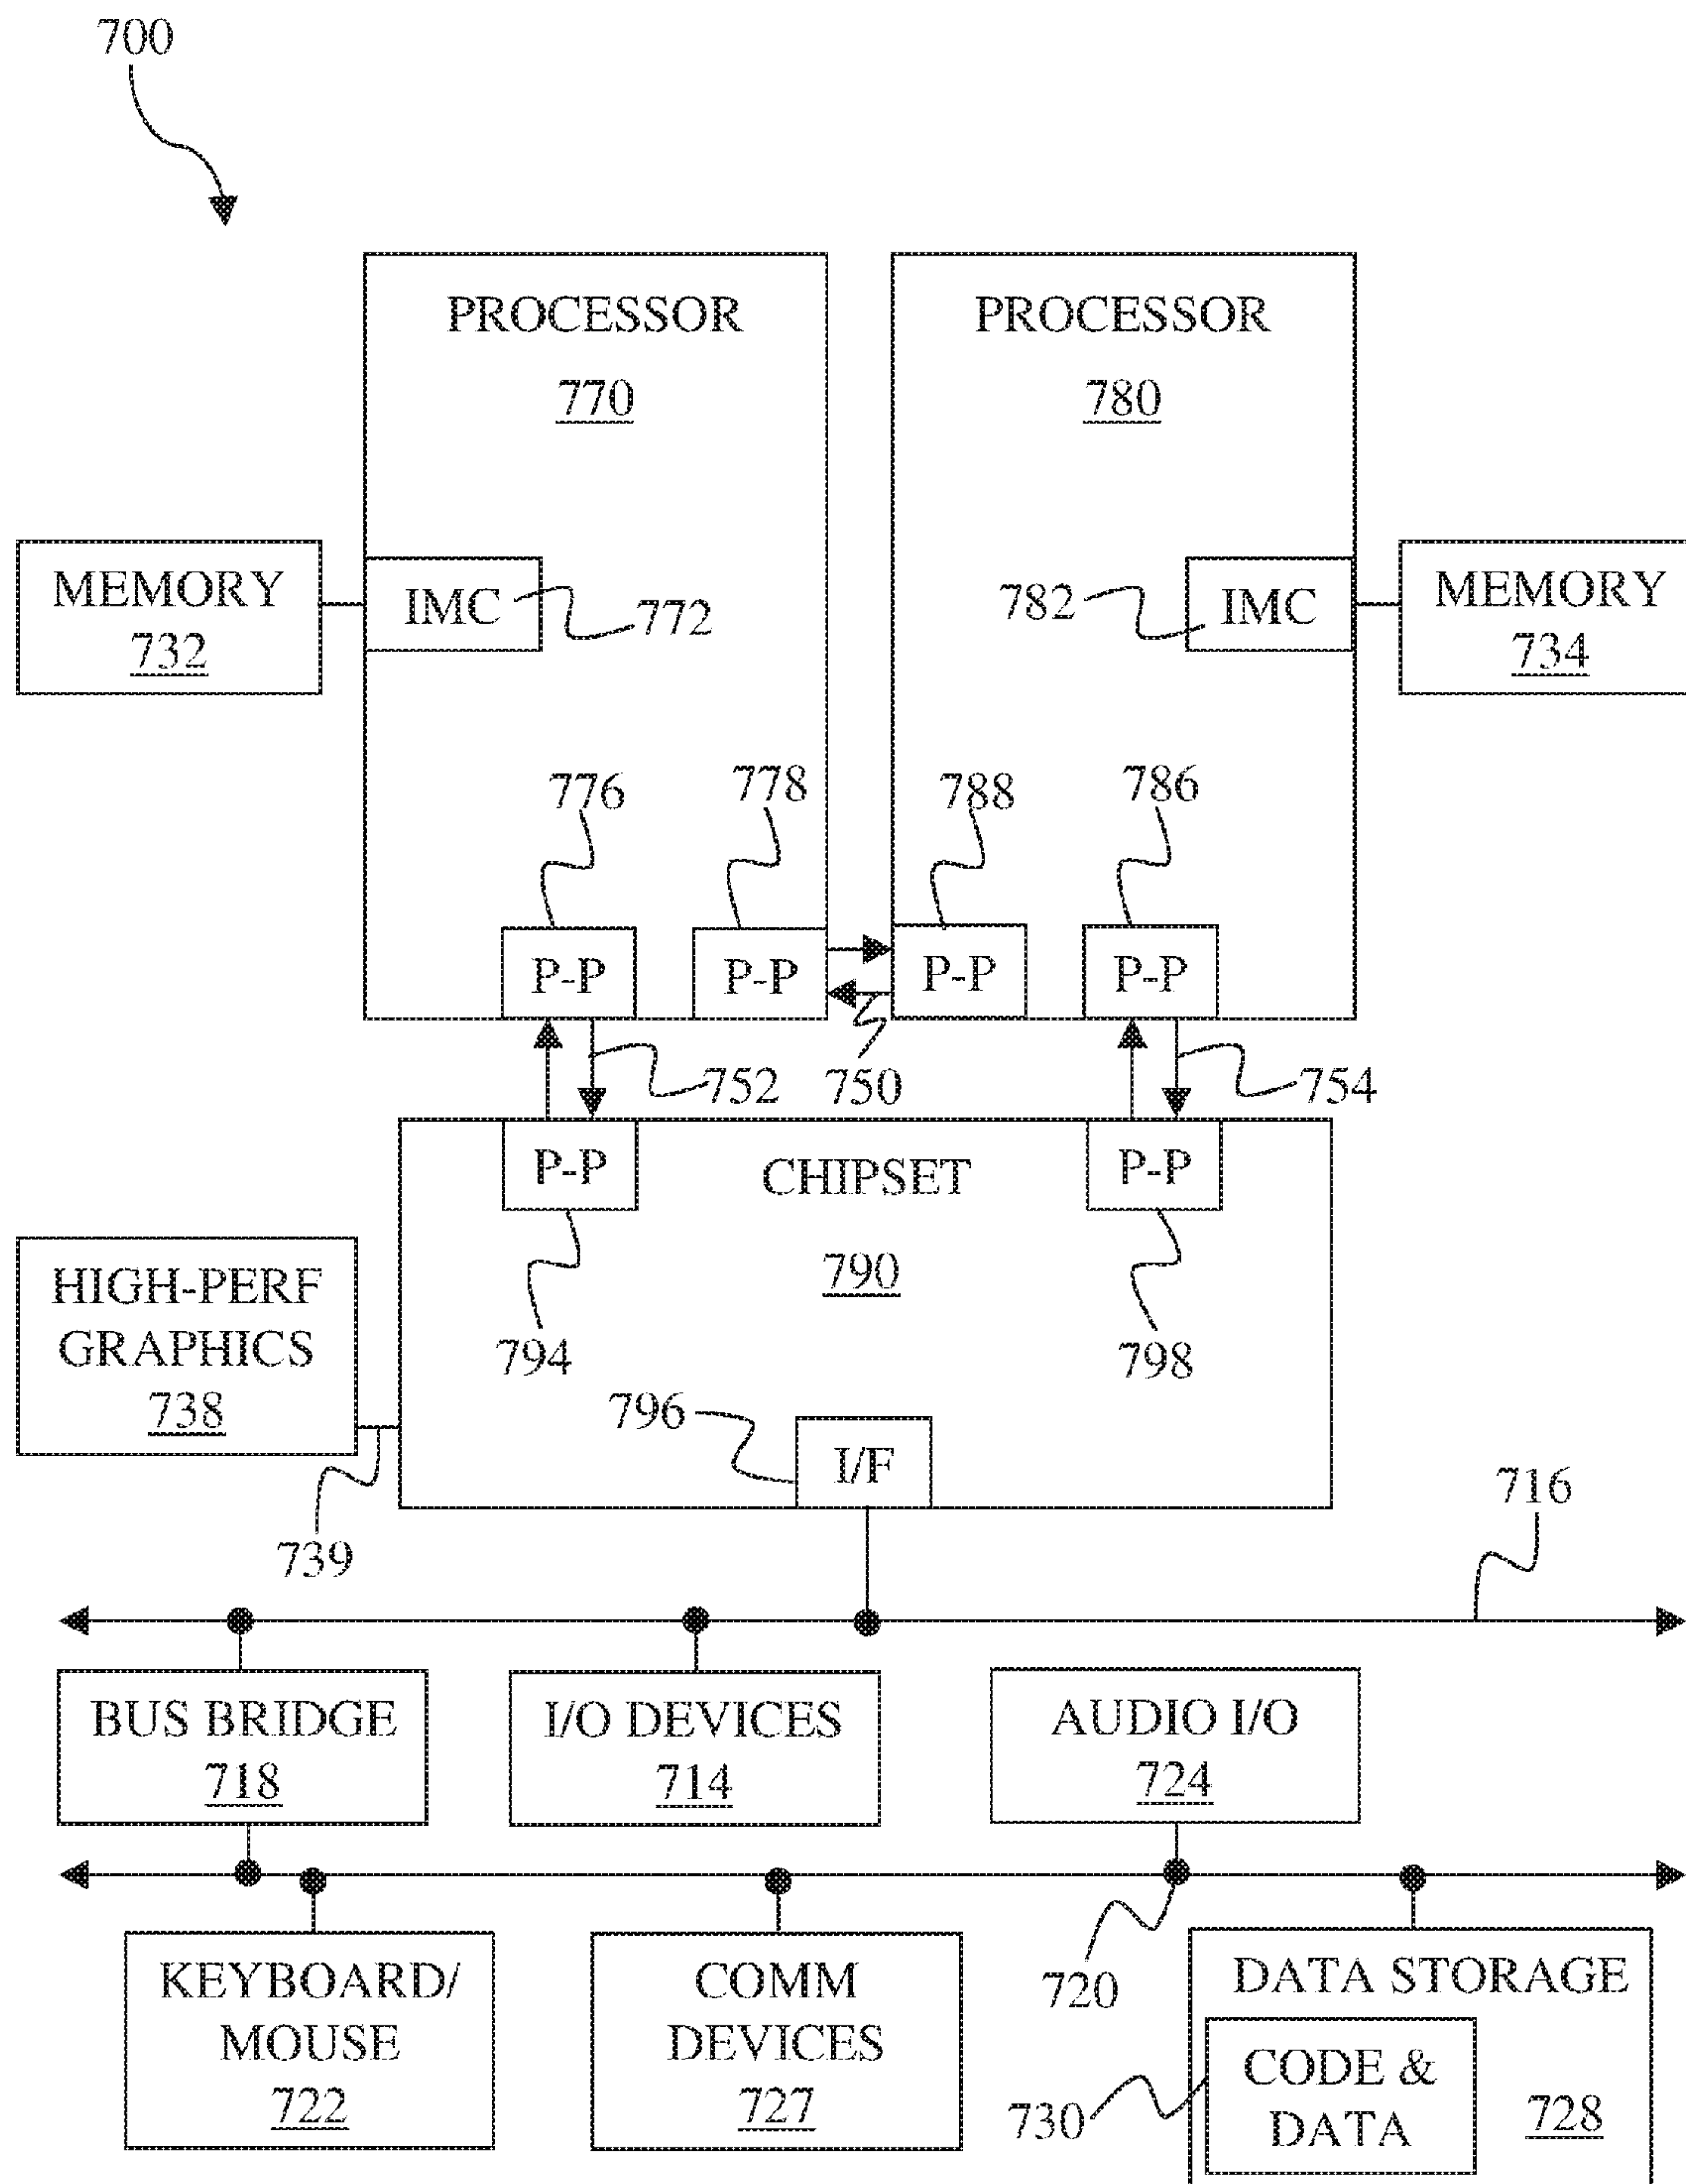 700
PROCESSOR
770
PROCESSOR
780
MEMORY
732
IMC
772
782
IMC
MEMORY
734
776
778
788
786
P-P
P-P
P-P
P-P
752
750
754
P-P
CHIPSET
790
P-P
HIGH-PERF
GRAPHICS
738
794
798
796
I/F
739
716
BUS BRIDGE
718
I/O DEVICES
714
AUDIO I/O
724
720
KEYBOARD/
MOUSE
722
COMM
DEVICES
727
DATA STORAGE
730
CODE &
DATA
728